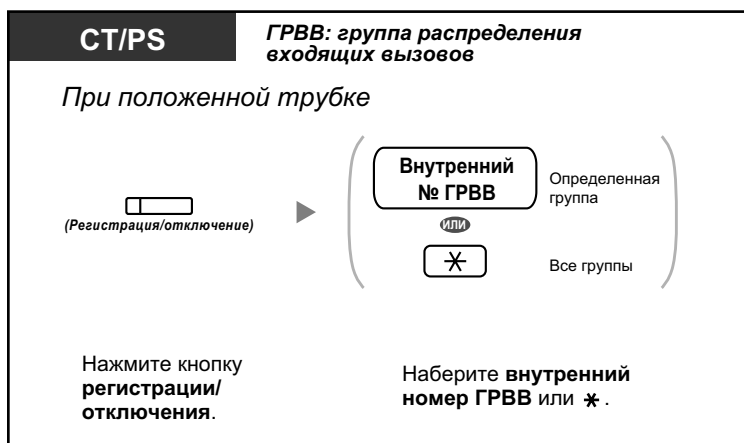 CT/PS
ГРВВ: группа распределения
входящих вызовов
При положенной трубке
(Регистрация/отключение)
Внутренний
№ ГРВВ
Определенная
группа
ИЛИ
*
Все группы
Нажмите кнопку
регистрации/
отключения.
Наберите внутренний
номер ГРВВ или * .